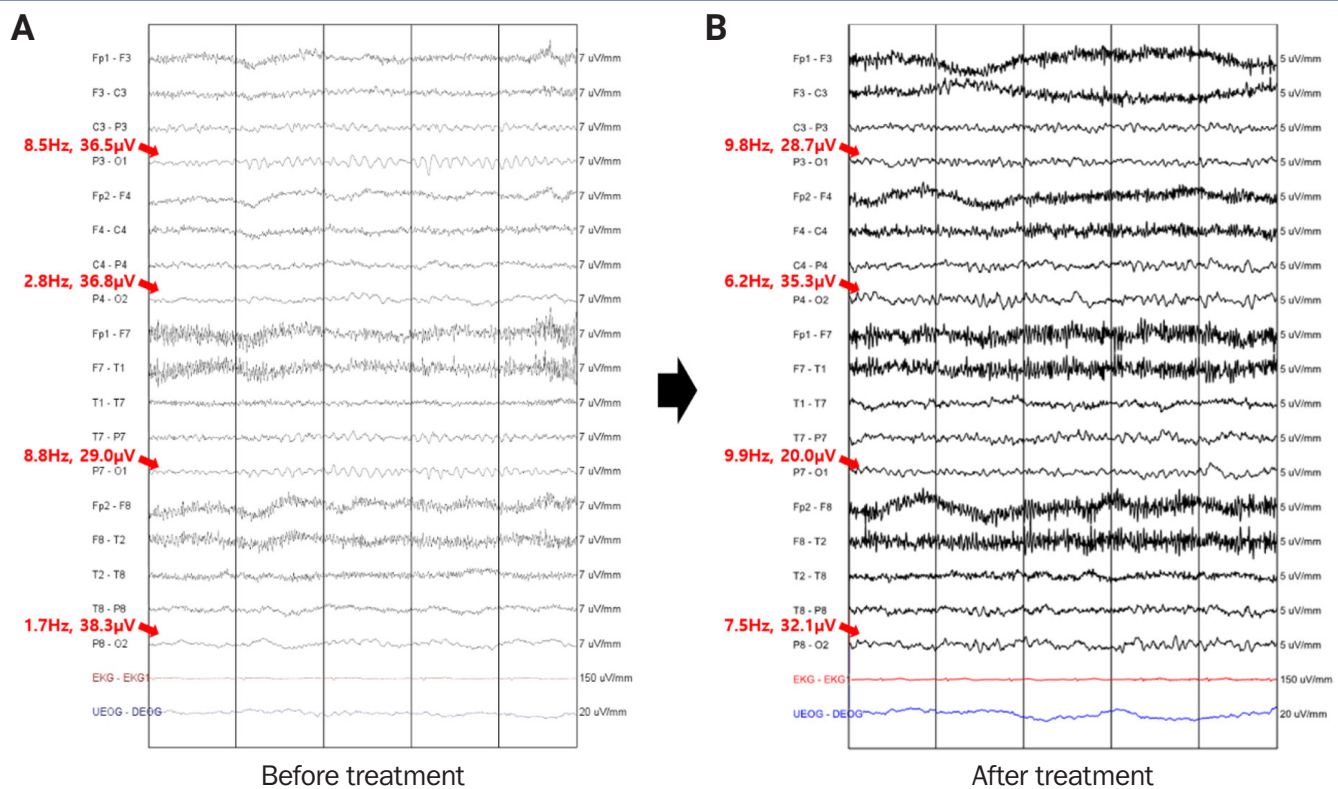 A
Fp1 - F3 7 uV/mm
F3 - C3 7 uV/mm
C3 - P3 7 uV/mm
8.5Hz, 36.5µV
P3 - O1 7 uV/mm
Fp2 - F4 7 uV/mm
F4 - C4 7 uV/mm
C4 - P4 7 uV/mm
2.8Hz, 36.8µV
P4 - O2 7 uV/mm
Fp1 - F7 7 uV/mm
F7 - T1 7 uV/mm
T1 - T7 7 uV/mm
T7 - P7 7 uV/mm
8.8Hz, 29.0µV
P7 - O1 7 uV/mm
Fp2 - F8 7 uV/mm
F8 - T2 7 uV/mm
T2 - T8 7 uV/mm
T8 - P8 7 uV/mm
1.7Hz, 38.3µV
P8 - O2 7 uV/mm
EKG - EKG1 150 uV/mm
UEOG - DEOG 20 uV/mm
Before treatment
B
Fp1 - F3 5 uV/mm
F3 - C3 5 uV/mm
C3 - P3 5 uV/mm
9.8Hz, 28.7µV
P3 - O1 5 uV/mm
Fp2 - F4 5 uV/mm
F4 - C4 5 uV/mm
C4 - P4 5 uV/mm
6.2Hz, 35.3µV
P4 - O2 5 uV/mm
Fp1 - F7 5 uV/mm
F7 - T1 5 uV/mm
T1 - T7 5 uV/mm
T7 - P7 5 uV/mm
9.9Hz, 20.0µV
P7 - O1 5 uV/mm
Fp2 - F8 5 uV/mm
F8 - T2 5 uV/mm
T2 - T8 5 uV/mm
T8 - P8 5 uV/mm
7.5Hz, 32.1µV
P8 - O2 5 uV/mm
EKG - EKG1 150 uV/mm
UEOG - DEOG 20 uV/mm
After treatment